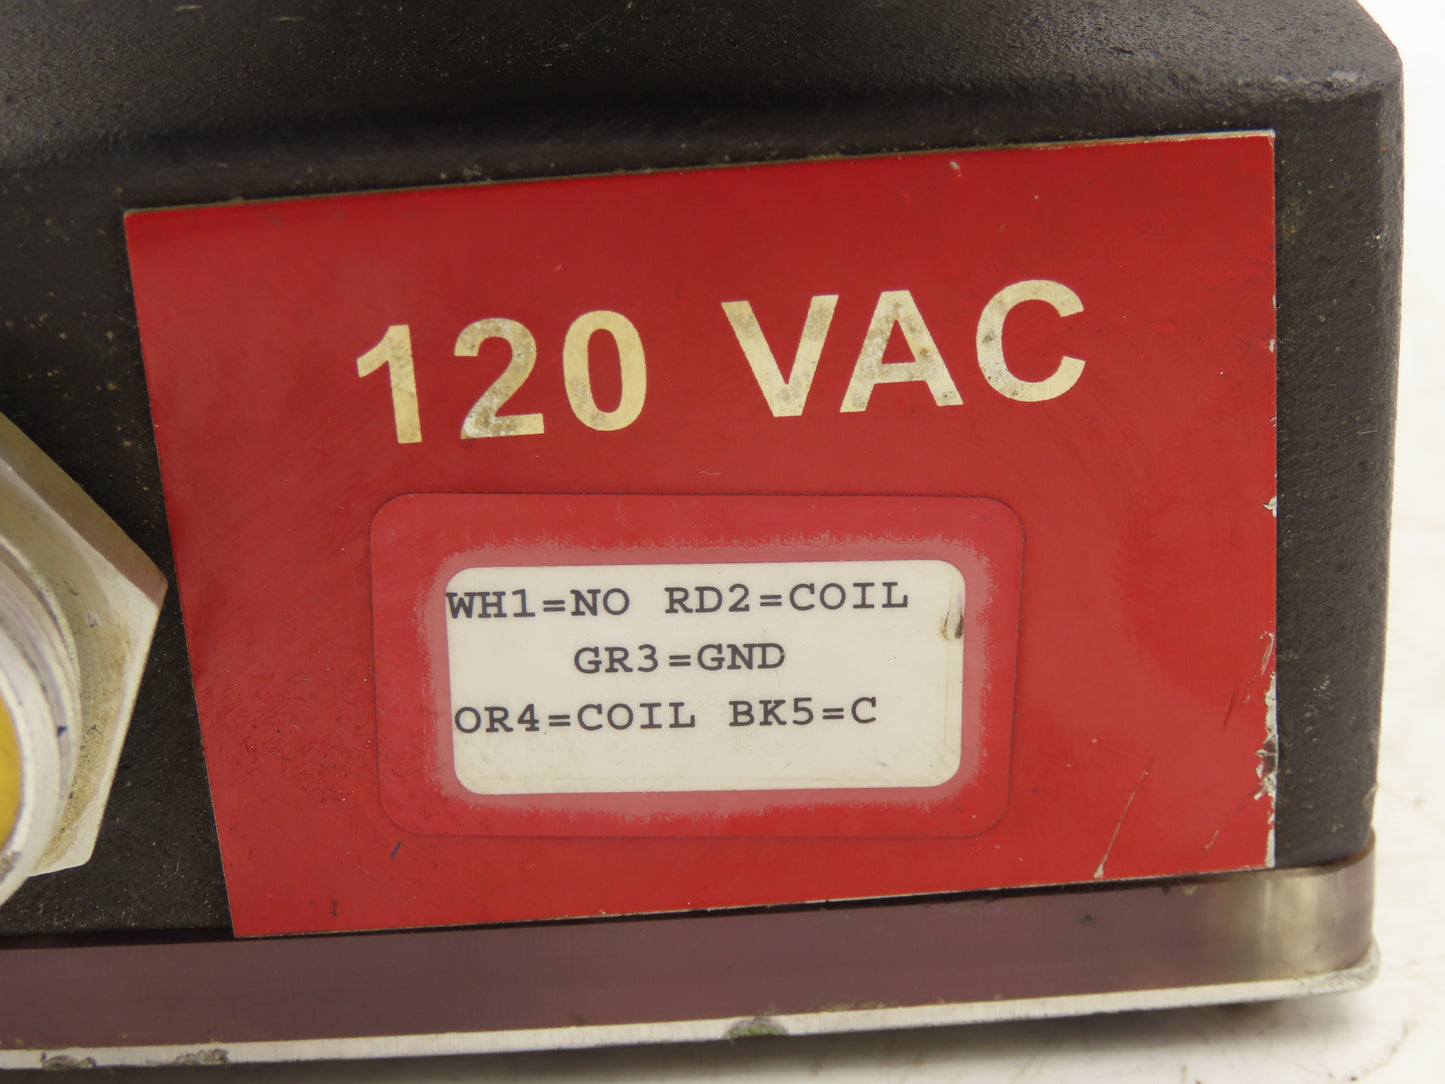 120 VAC
WH1=NO RD2=COIL
GR3=GND
OR4=COIL BK5=C